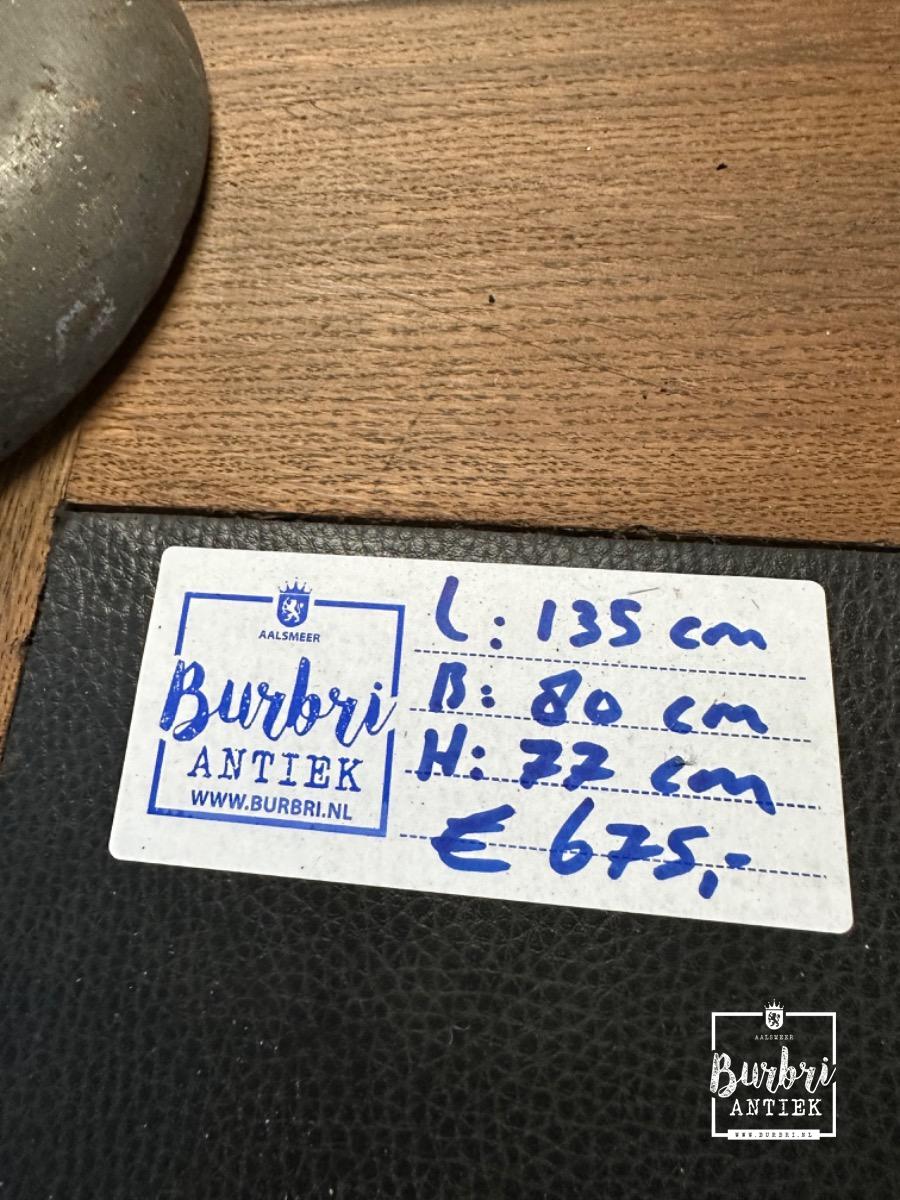 AALSMEER
Burbri
ANTIEK
WWW.BURBRI.NL
L: 135 cm
B: 80 cm
H: 77 cm
€ 675,-
AALSMEER
Burbri
ANTIEK
WWW.BURBRI.NL